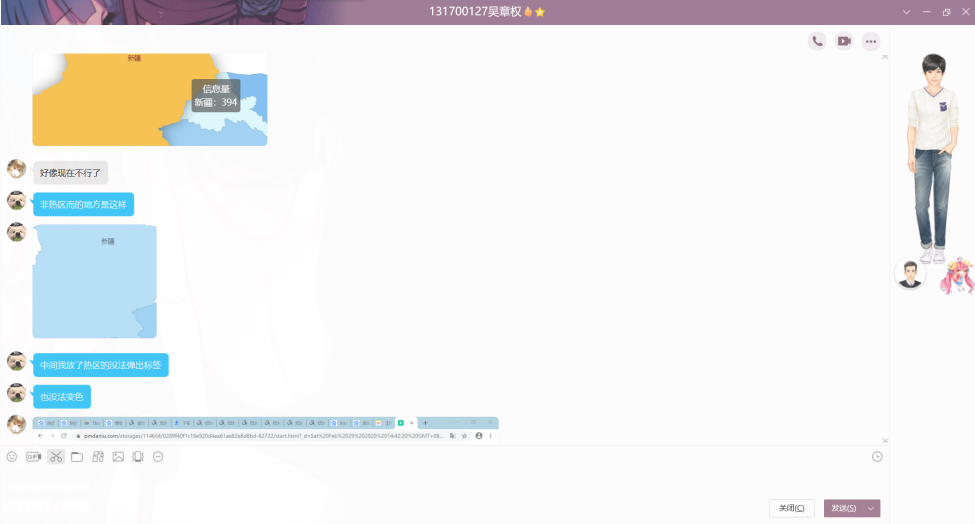 131700127吴章权
新疆
信息量
新疆: 394
好像现在不行了
非热区而的地方是这样
新疆
中间我放了热区的没法弹出标签
也没法变色
GIF
关闭(C)
发送(S)